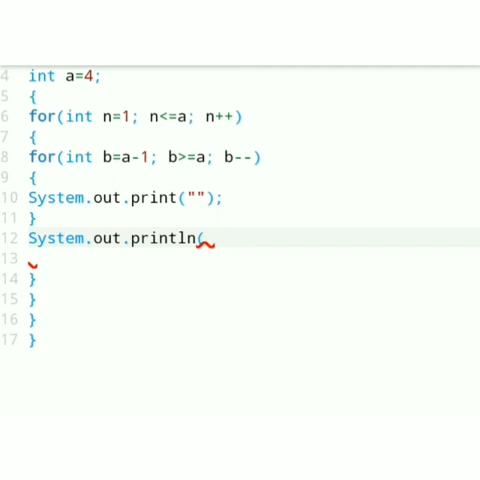 4 int a=4;
5 {
6 for(int n=1; n<=a; n++)
7 {
8 for(int b=a-1; b>=a; b--)
9 {
10 System.out.print("");
11 }
12 System.out.println(
13
14 }
15 }
16 }
17 }